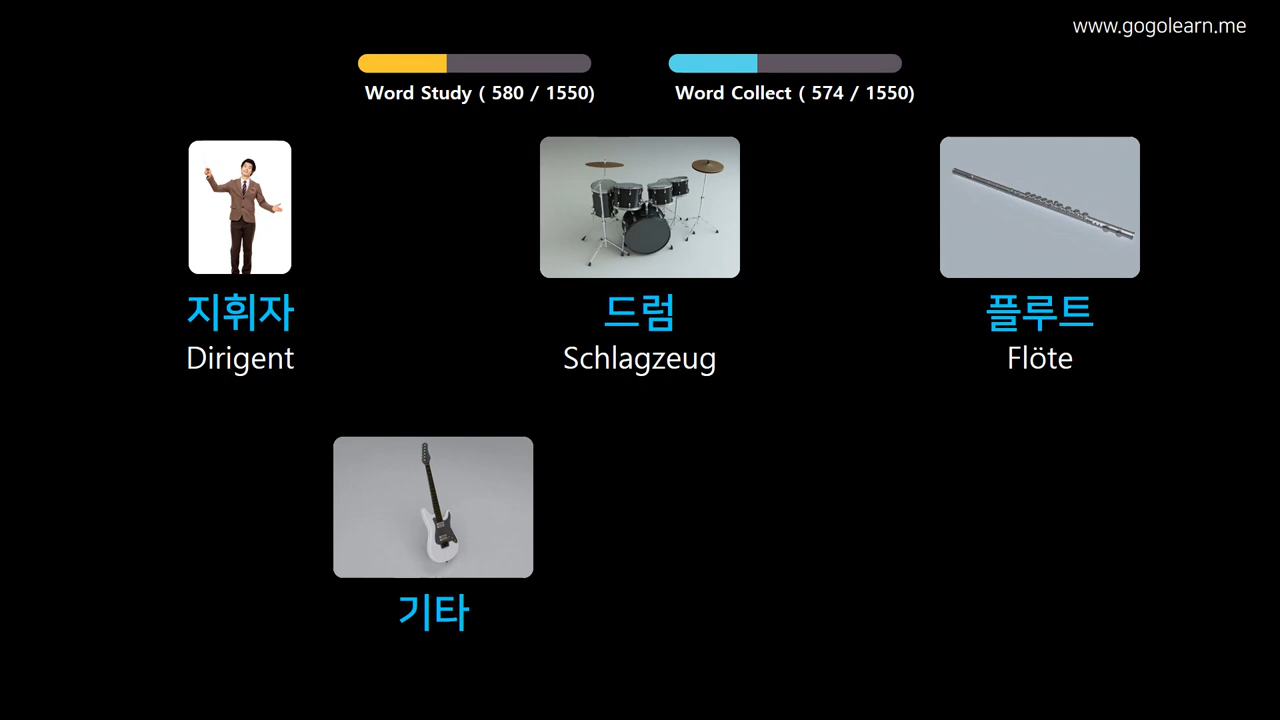 www.gogolearn.me
Word Study ( 580 / 1550)
Word Collect ( 574 / 1550)
지휘자
Dirigent
드럼
Schlagzeug
플루트
Flöte
기타